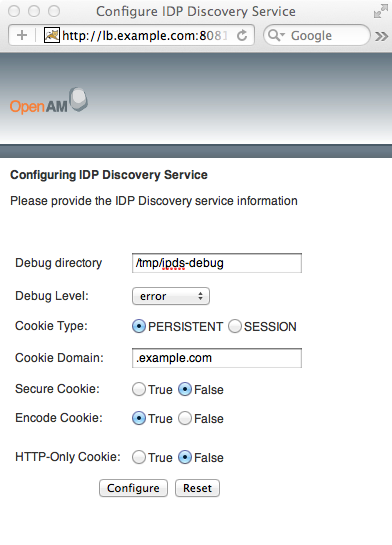 Configure IDP Discovery Service
http://lb.example.com:8081
Google
OpenAM
Configuring IDP Discovery Service
Please provide the IDP Discovery service information
Debug directory /tmp/ipds-debug
Debug Level: error
Cookie Type: PERSISTENT SESSION
Cookie Domain: .example.com
Secure Cookie: True False
Encode Cookie: True False
HTTP-Only Cookie: True False
Configure Reset